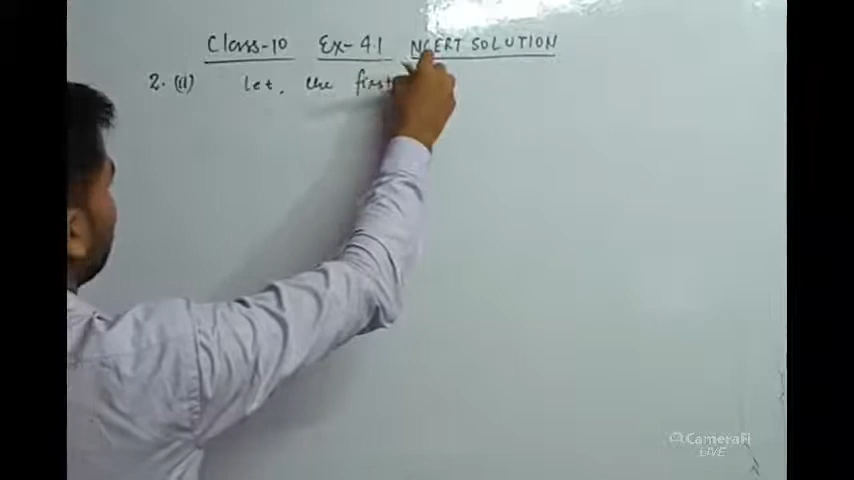 Class-10 Ex-4.1 NCERT SOLUTION
2. (ii) Let, the first
CameraFi
LIVE